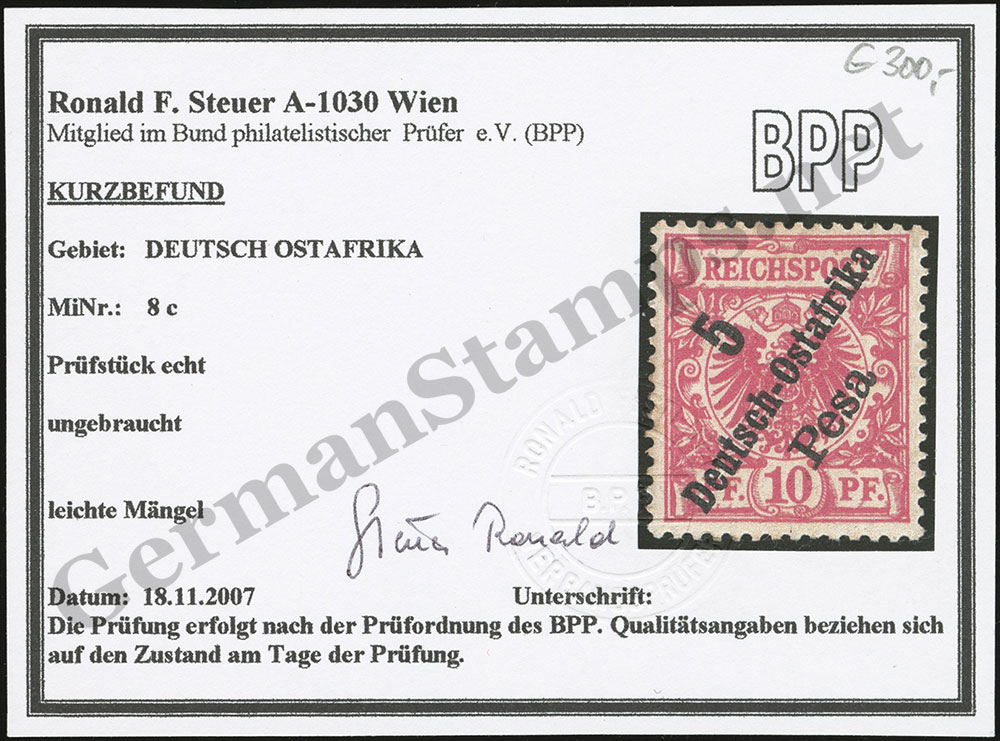 € 300,-
Ronald F. Steuer A-1030 Wien
Mitglied im Bund philatelistischer Prüfer e.V. (BPP)
BPP
KURZBEFUND
Gebiet: DEUTSCH OSTAFRIKA
MiNr.: 8 c
Prüfstück echt
ungebraucht
leichte Mängel
REICHSPOST
5
Deutsch-Ostafrika
Pesa
PF. 10 PF.
RONALD
B.P.P.
Steuer Ronald
Datum: 18.11.2007 Unterschrift:
Die Prüfung erfolgt nach der Prüfordnung des BPP. Qualitätsangaben beziehen sich
auf den Zustand am Tage der Prüfung.
GermanStamps.net